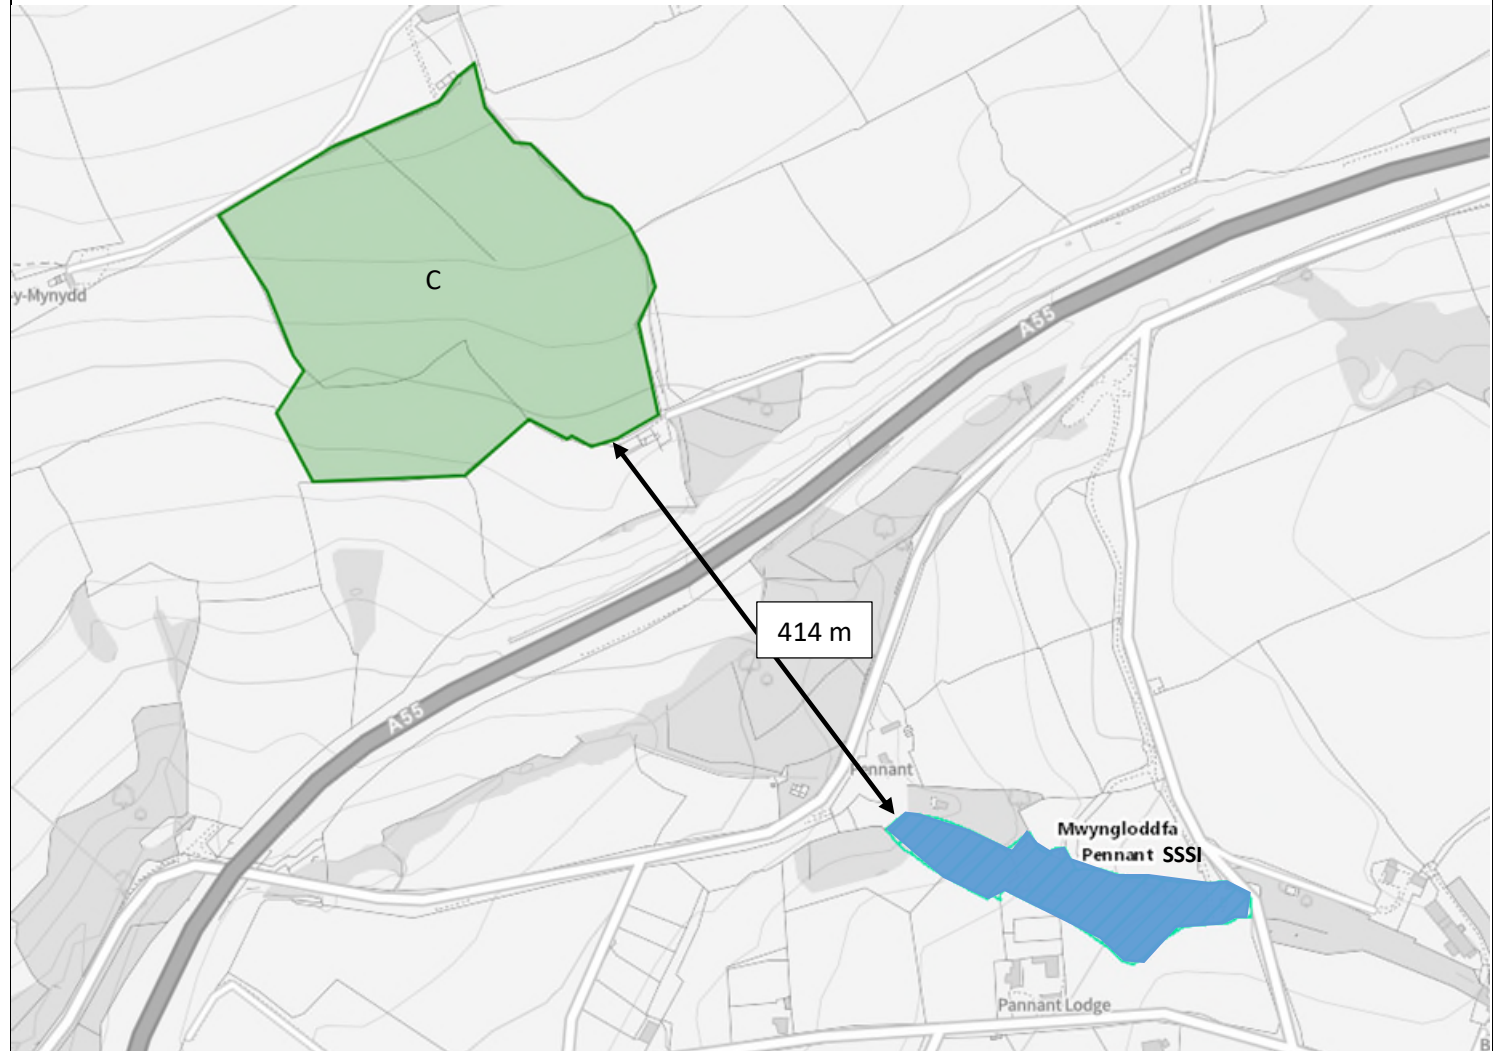 C
-y-Mynydd
A55
414 m
A55
Pennant
Mwyngloddfa
Pennant SSSI
Pannant Lodge
B